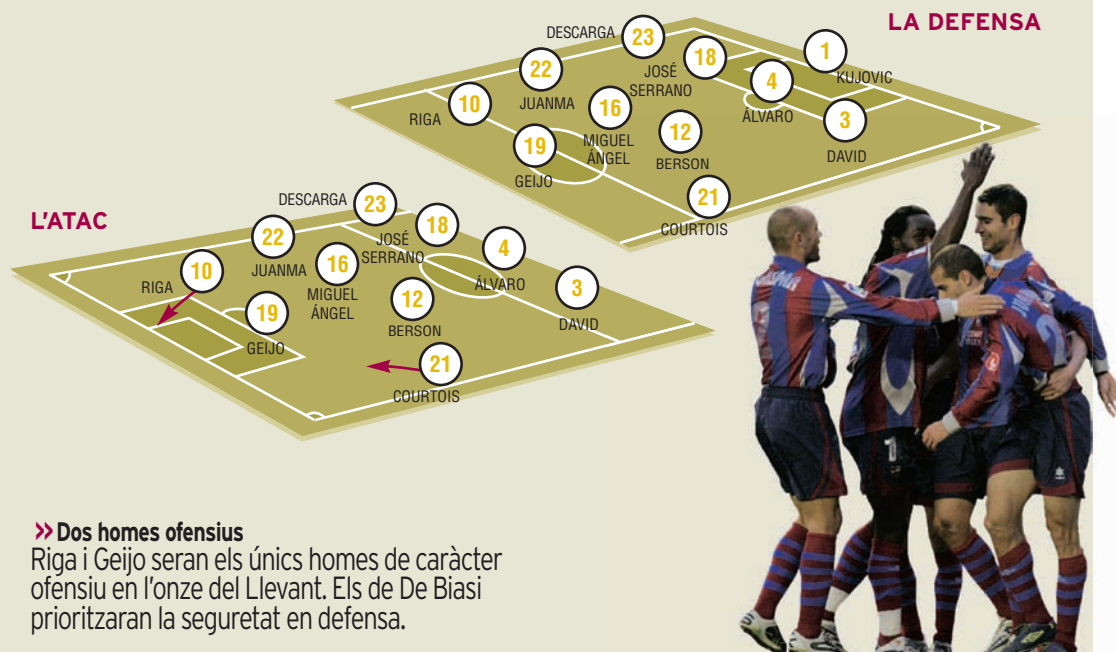 LA DEFENSA
23
DESCARGA
1
KUJOVIC
18
JOSÉ
SERRANO
22
JUANMA
4
ÁLVARO
10
RIGA
16
MIGUEL
ÁNGEL
3
DAVID
12
BERSON
19
GEIJO
21
COURTOIS
L'ATAC
23
DESCARGA
18
JOSÉ
SERRANO
22
JUANMA
4
ÁLVARO
10
RIGA
16
MIGUEL
ÁNGEL
3
DAVID
12
BERSON
19
GEIJO
21
COURTOIS
» Dos homes ofensius
Riga i Geijo seran els únics homes de caràcter
ofensiu en l'onze del Llevant. Els de De Biasi
prioritzaran la seguretat en defensa.